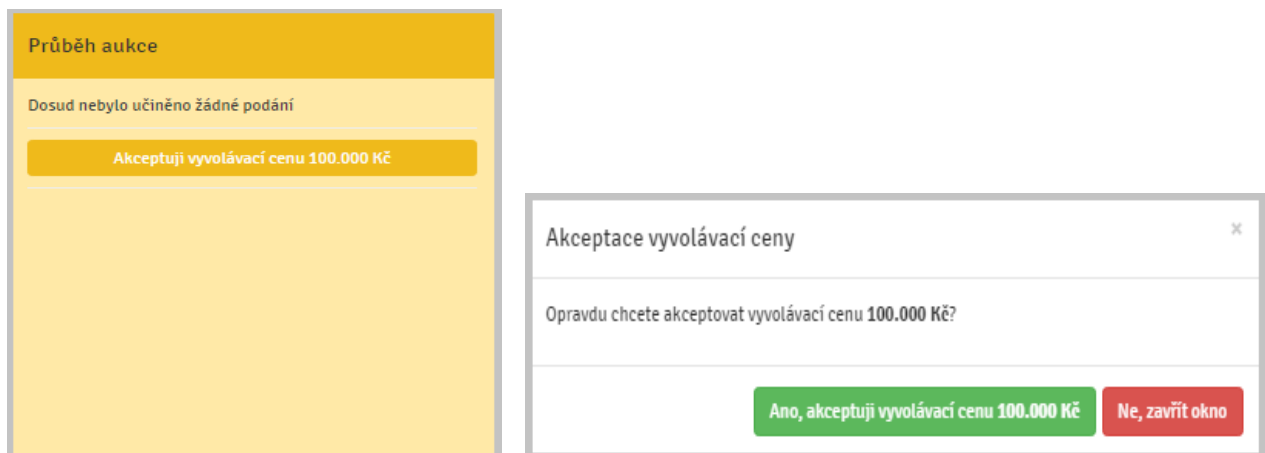 Průběh aukce
Dosud nebylo učiněno žádné podání
Akceptuji vyvolávací cenu 100.000 Kč
Akceptace vyvolávací ceny
×
Opravdu chcete akceptovat vyvolávací cenu 100.000 Kč?
Ano, akceptuji vyvolávací cenu 100.000 Kč
Ne, zavřít okno